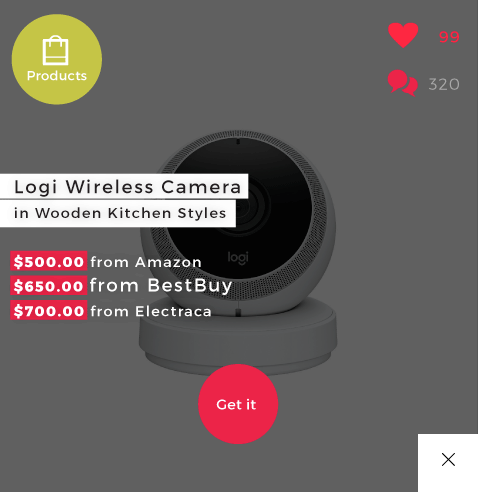 Products
99
320
Logi Wireless Camera
in Wooden Kitchen Styles
logi
$500.00 from Amazon
$650.00 from BestBuy
$700.00 from Electraca
Get it